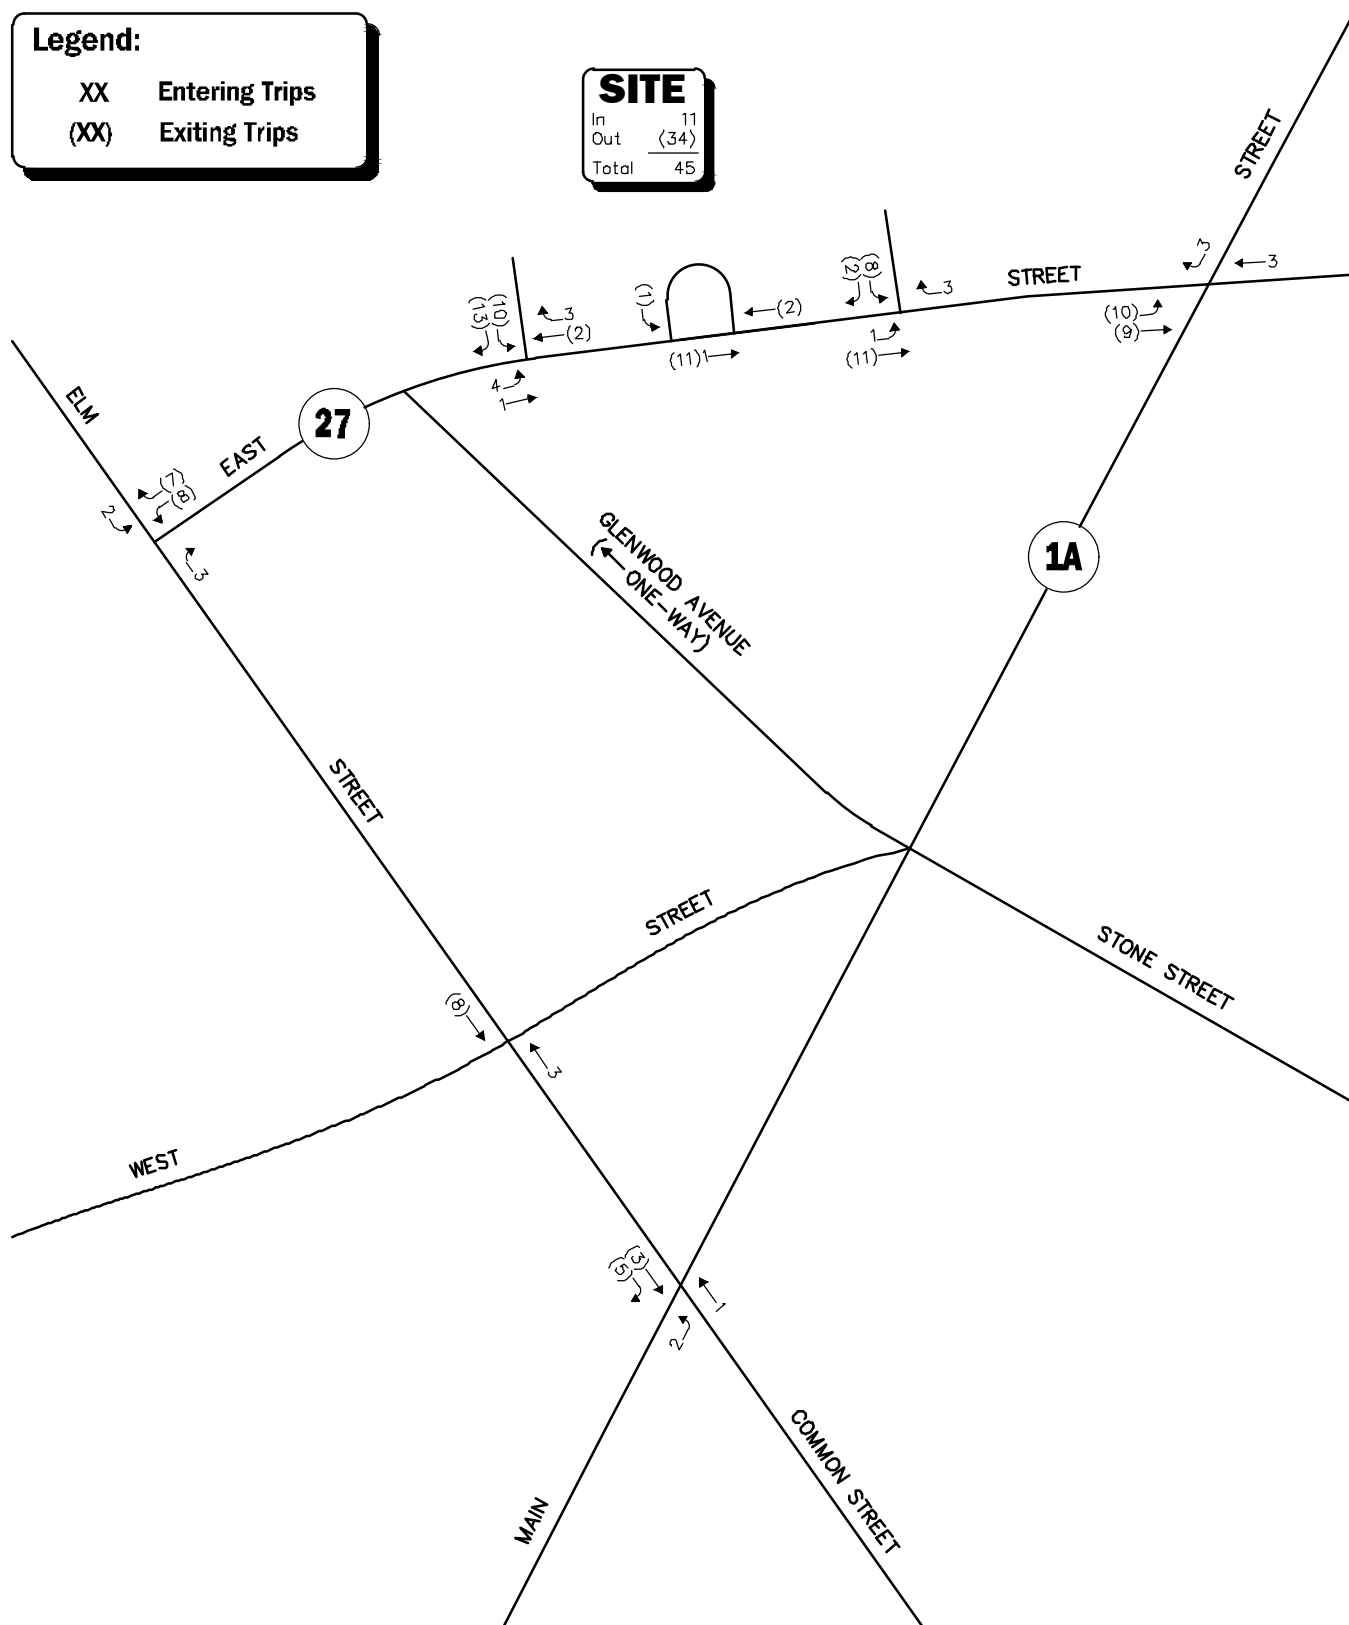 Legend:
XX Entering Trips
(XX) Exiting Trips
SITE
In 11
Out (34)
Total 45
STREET
3
3
STREET
(10)
(9)
(8)
(2)
3
1
(11)
(1)
(2)
(11) 1
(10)
(13)
3
(2)
4
1
27
ELM
EAST
(7)
(8)
2
3
GLENWOOD AVENUE
(← ONE-WAY)
1A
STREET
STREET
STONE STREET
(8)
3
WEST
(3)
(5)
1
2
COMMON STREET
MAIN